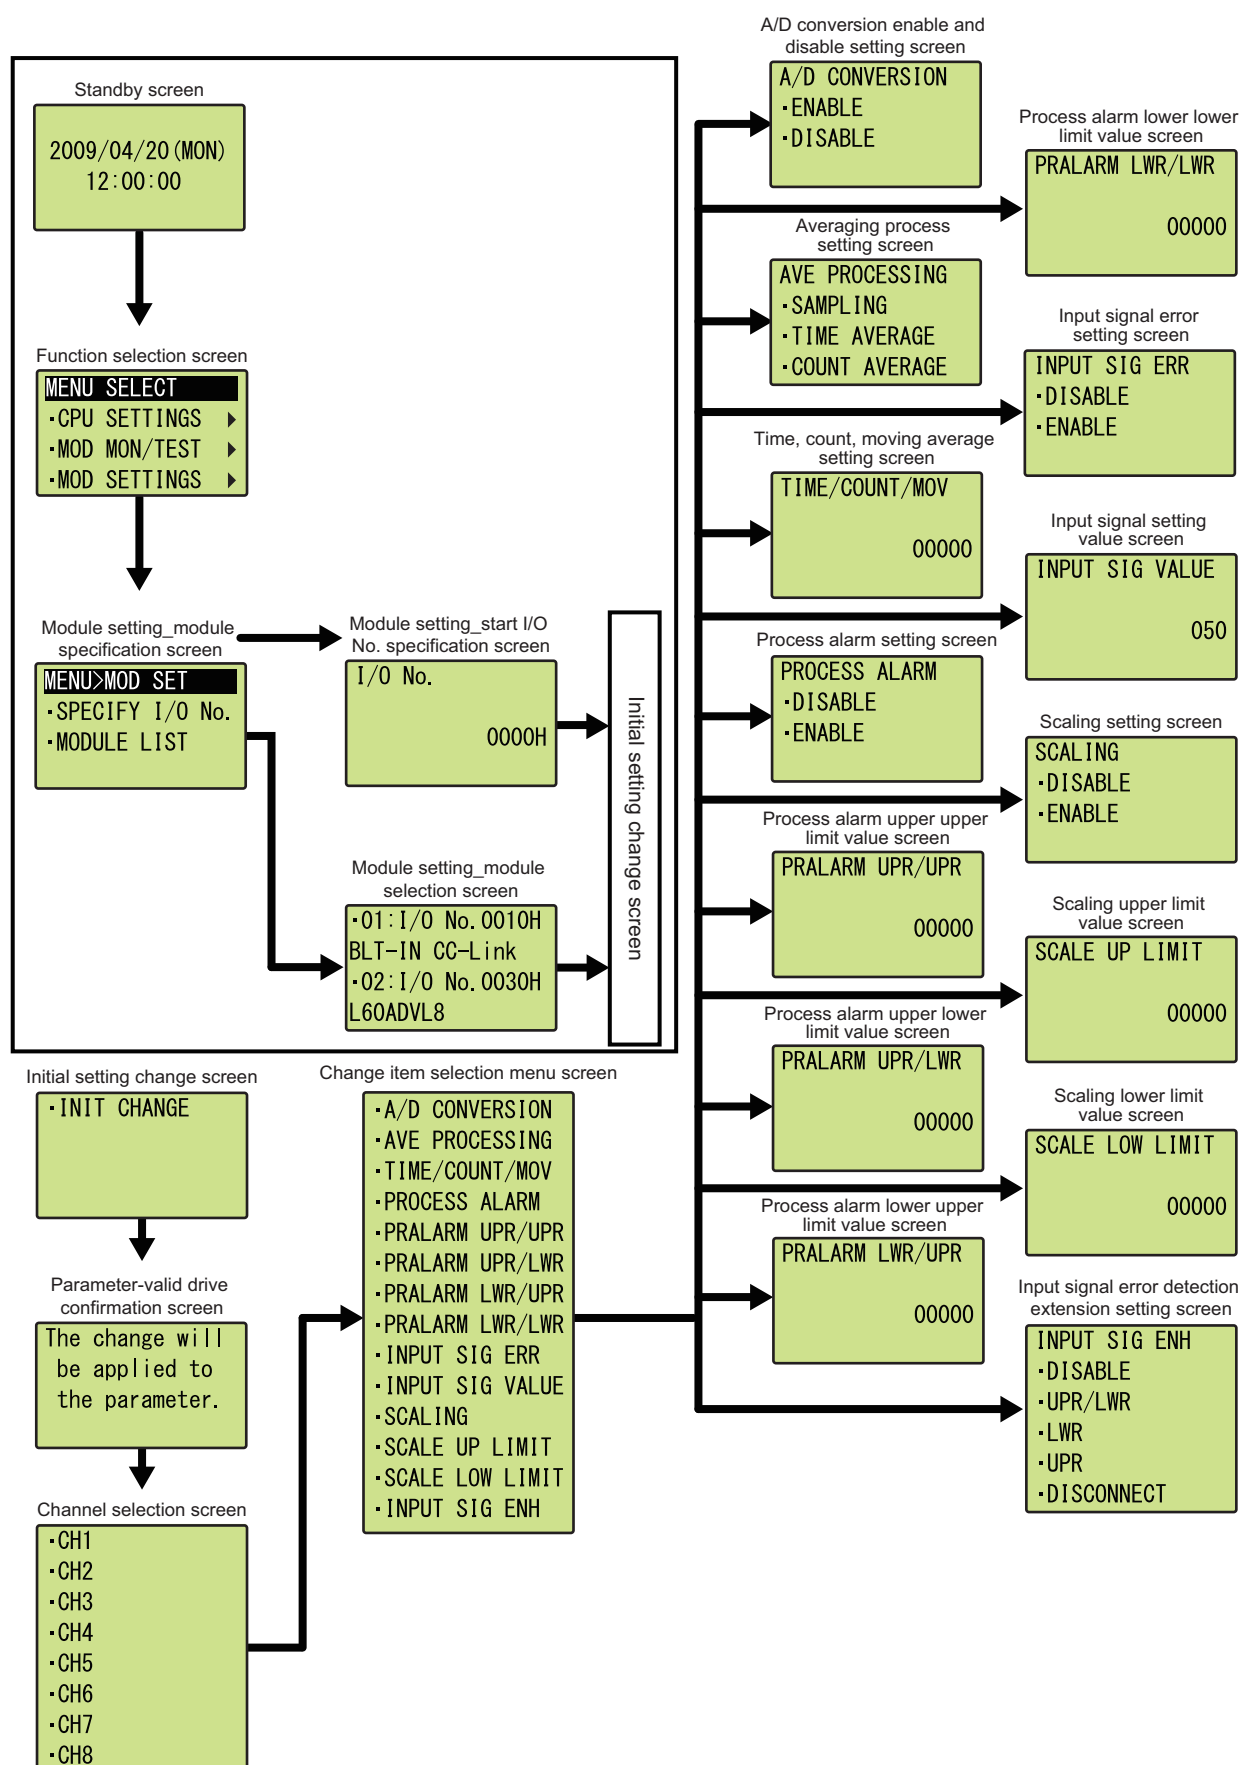 Standby screen
2009/04/20(MON)
12:00:00
Function selection screen
MENU SELECT
·CPU SETTINGS
·MOD MON/TEST
·MOD SETTINGS
Module setting_module
specification screen
MENU>MOD SET
·SPECIFY I/O No.
·MODULE LIST
Module setting_start I/O
No. specification screen
I/O No.
0000H
Module setting_module
selection screen
·01:I/O No.0010H
BLT-IN CC-Link
·02:I/O No.0030H
L60ADVL8
Initial setting change screen
Initial setting change screen
·INIT CHANGE
Parameter-valid drive
confirmation screen
The change will
be applied to
the parameter.
Channel selection screen
·CH1
·CH2
·CH3
·CH4
·CH5
·CH6
·CH7
·CH8
Change item selection menu screen
·A/D CONVERSION
·AVE PROCESSING
·TIME/COUNT/MOV
·PROCESS ALARM
·PRALARM UPR/UPR
·PRALARM UPR/LWR
·PRALARM LWR/UPR
·PRALARM LWR/LWR
·INPUT SIG ERR
·INPUT SIG VALUE
·SCALING
·SCALE UP LIMIT
·SCALE LOW LIMIT
·INPUT SIG ENH
A/D conversion enable and
disable setting screen
A/D CONVERSION
·ENABLE
·DISABLE
Averaging process
setting screen
AVE PROCESSING
·SAMPLING
·TIME AVERAGE
·COUNT AVERAGE
Time, count, moving average
setting screen
TIME/COUNT/MOV
00000
Process alarm setting screen
PROCESS ALARM
·DISABLE
·ENABLE
Process alarm upper upper
limit value screen
PRALARM UPR/UPR
00000
Process alarm upper lower
limit value screen
PRALARM UPR/LWR
00000
Process alarm lower upper
limit value screen
PRALARM LWR/UPR
00000
Process alarm lower lower
limit value screen
PRALARM LWR/LWR
00000
Input signal error
setting screen
INPUT SIG ERR
·DISABLE
·ENABLE
Input signal setting
value screen
INPUT SIG VALUE
050
Scaling setting screen
SCALING
·DISABLE
·ENABLE
Scaling upper limit
value screen
SCALE UP LIMIT
00000
Scaling lower limit
value screen
SCALE LOW LIMIT
00000
Input signal error detection
extension setting screen
INPUT SIG ENH
·DISABLE
·UPR/LWR
·LWR
·UPR
·DISCONNECT